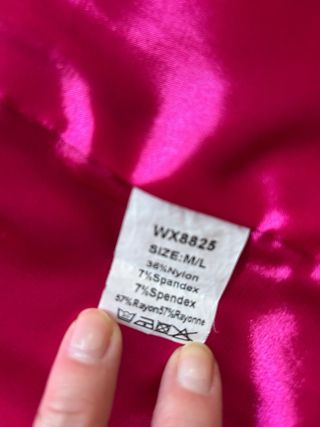 WX8825
SIZE:M/L
36%Nylon
7%Spandex
7%Spendex
57%Rayon57%Rayonne